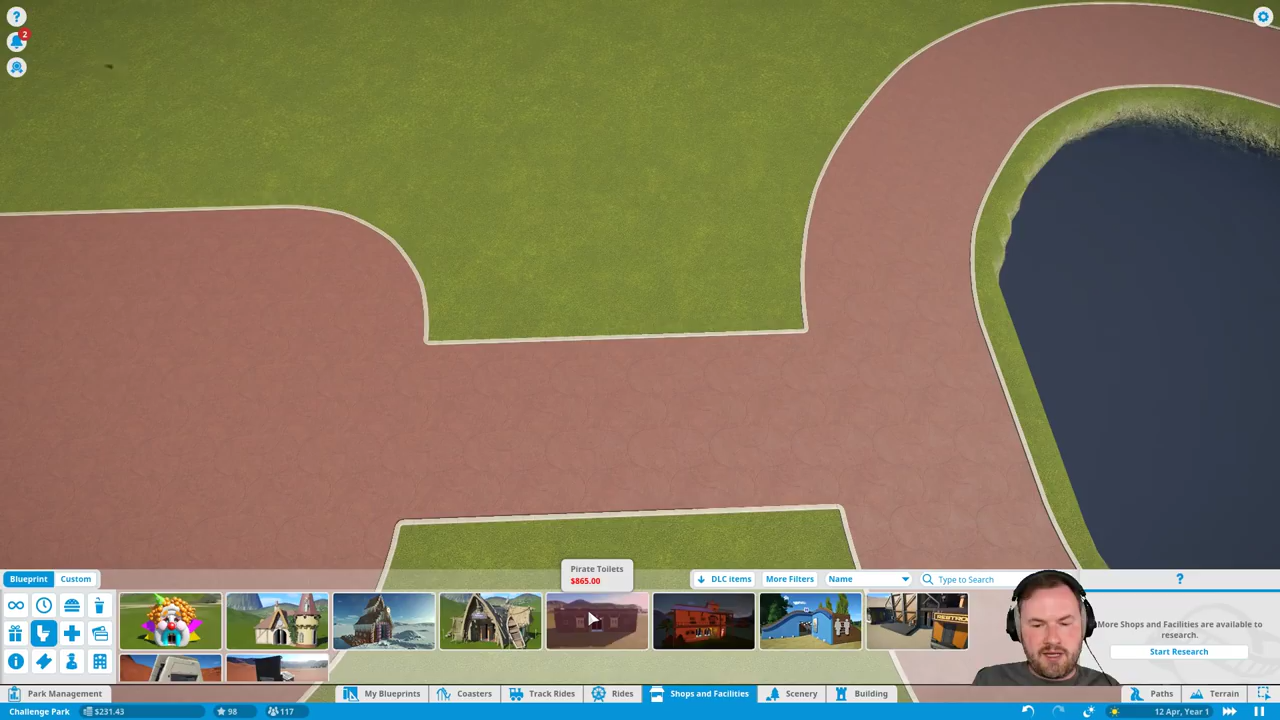 2
Pirate Toilets
$865.00
Blueprint
Custom
DLC items
More Filters
Name
Type to Search
?
More Shops and Facilities are available to
research.
Start Research
Park Management
My Blueprints
Coasters
Track Rides
Rides
Shops and Facilities
Scenery
Building
Paths
Terrain
Challenge Park
$231.43
98
117
12 Apr, Year 1